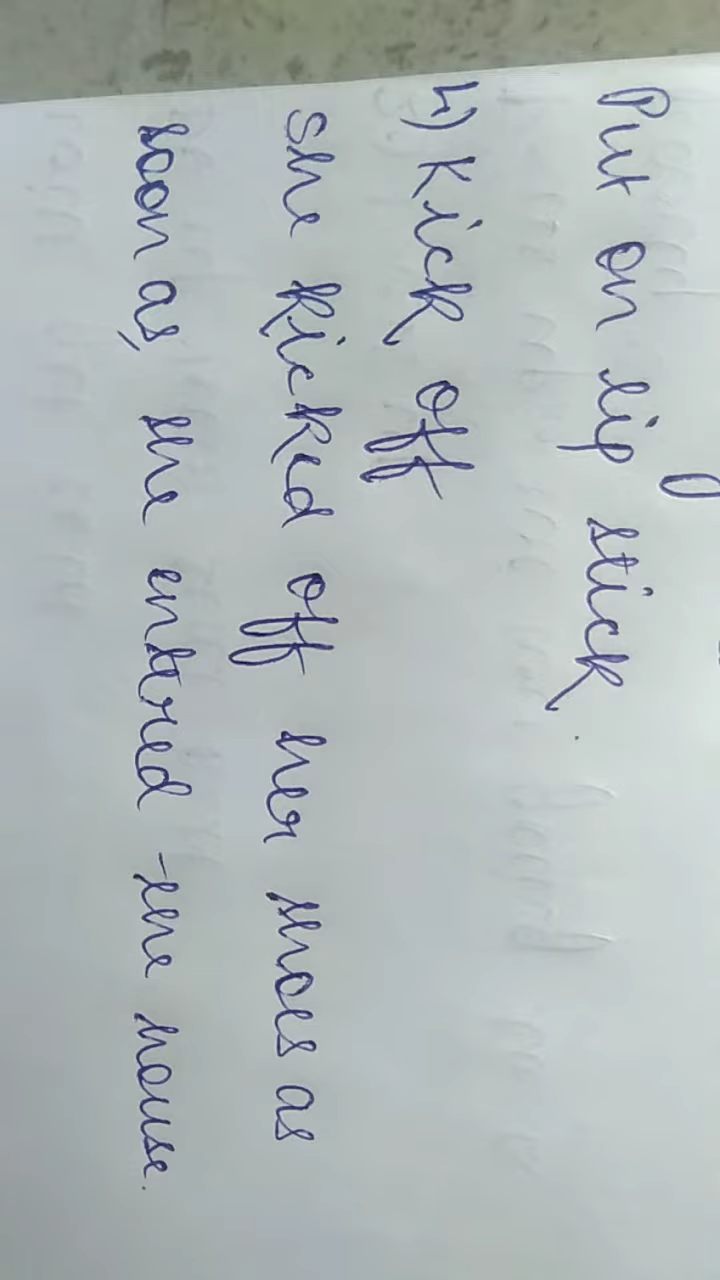 Put on lip stick.
4) Kick off
She kicked off her shoes as
soon as, she entered the house.